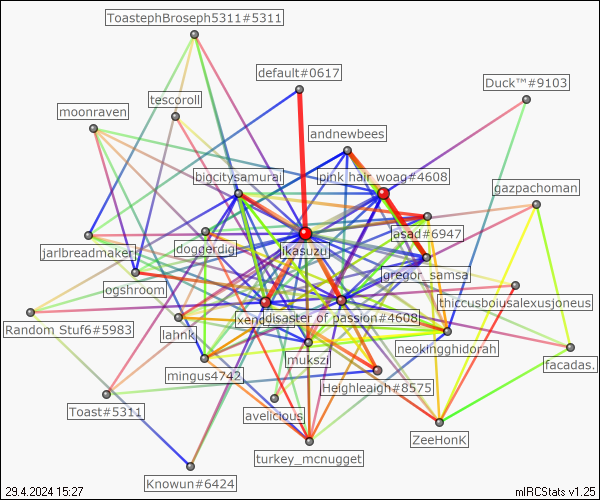 ToastephBroseph5311#5311
default#0617
Duck™#9103
tescoroll
moonraven
andnewbees
bigcitysamurai
pink hair woag#4608
gazpachoman
asad#6947
doggerdig
jarlbreadmaker
ikasuzu
gregor_samsa
ogshroom
thiccusboiusalexusjoneus
disaster of passion#4608
Random Stuf6#5983
lahnk
neokingghidorah
mukszi
facadas.
mingus4742
Heighleaigh#8575
Toast#5311
avelicious
ZeeHonK
turkey_mcnugget
Knowun#6424
29.4.2024 15:27
mIRCStats v1.25